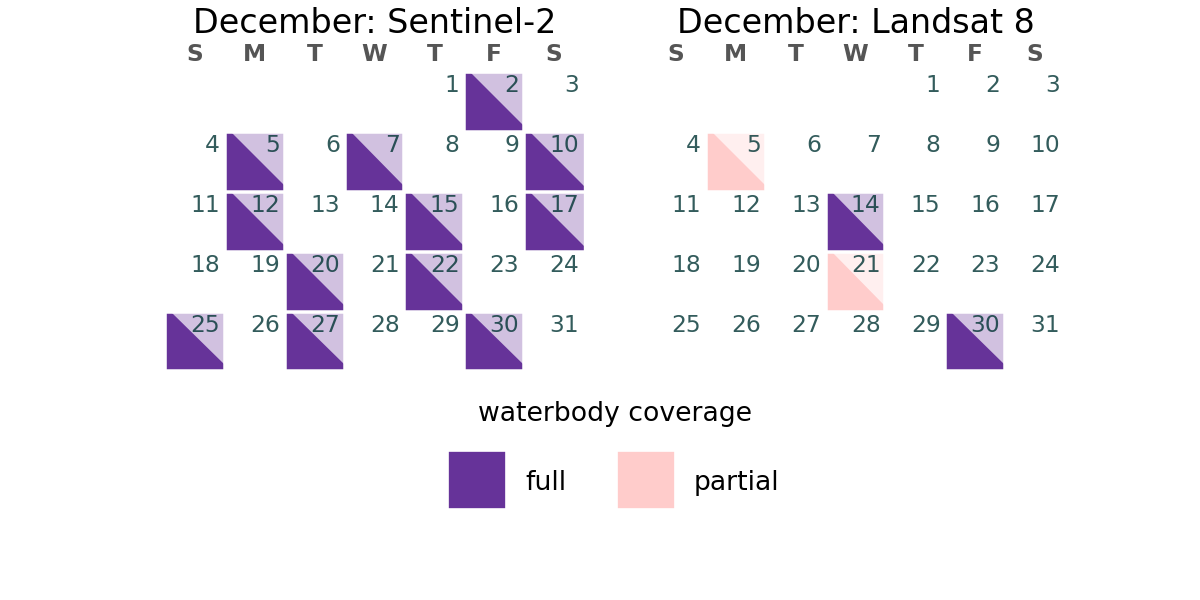 December: Sentinel-2
S M T W T F S
1 2 3
4 5 6 7 8 9 10
11 12 13 14 15 16 17
18 19 20 21 22 23 24
25 26 27 28 29 30 31
December: Landsat 8
S M T W T F S
1 2 3
4 5 6 7 8 9 10
11 12 13 14 15 16 17
18 19 20 21 22 23 24
25 26 27 28 29 30 31
waterbody coverage
full
partial